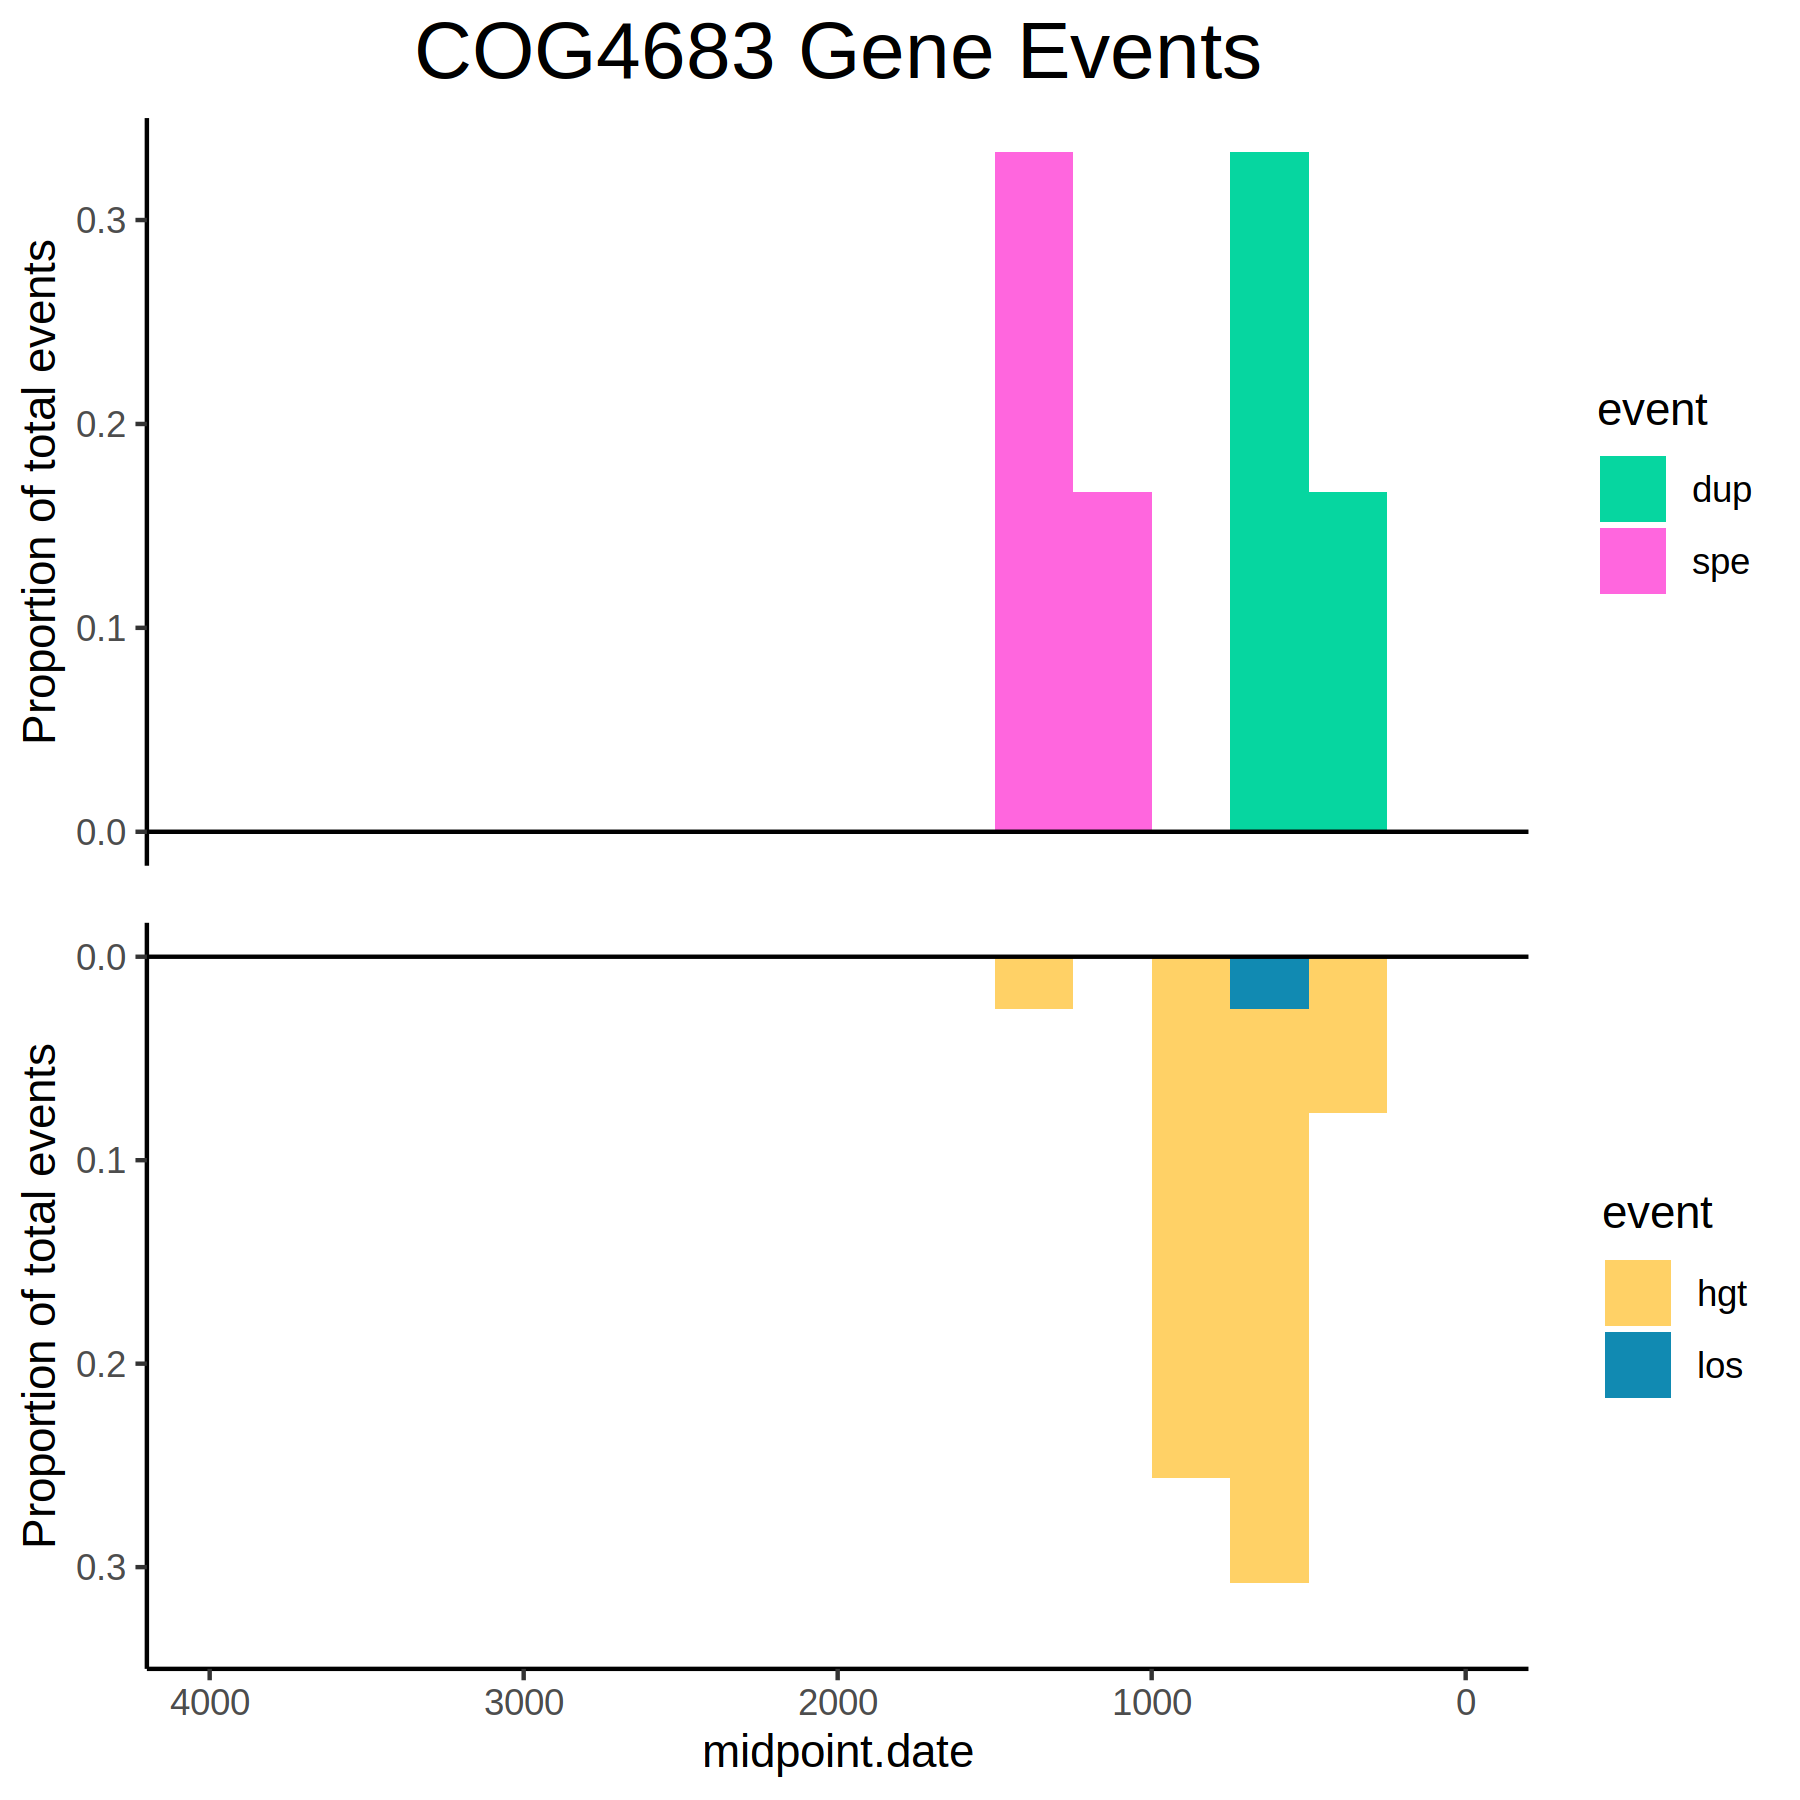 COG4683 Gene Events
Proportion of total events
0.3
0.2
0.1
0.0
event
dup
spe
Proportion of total events
0.0
0.1
0.2
0.3
event
hgt
los
4000 3000 2000 1000 0
midpoint.date